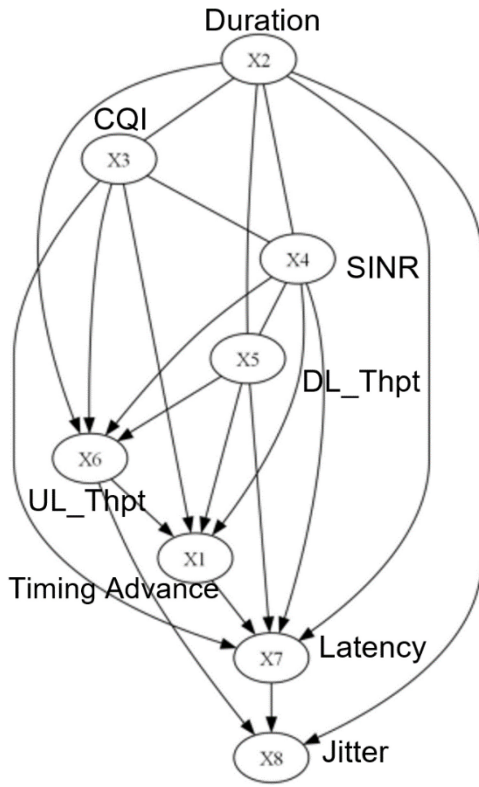 Duration
X2
CQI
X3
X4
SINR
X5
DL_Thpt
X6
UL_Thpt
X1
Timing Advance
X7
Latency
X8
Jitter